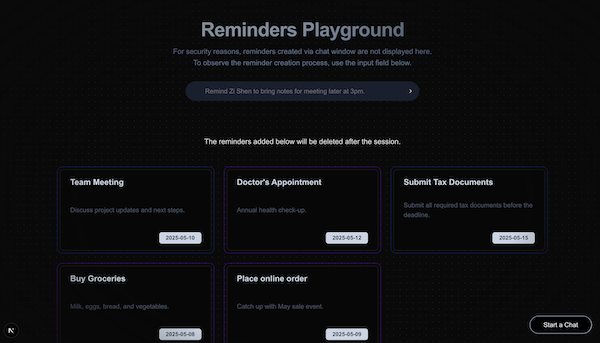 Reminders Playground
For security reasons, reminders created via chat window are not displayed here.
To observe the reminder creation process, use the input field below.
Remind Zi Shen to bring notes for meeting later at 3pm.
The reminders added below will be deleted after the session.
Team Meeting
Discuss project updates and next steps.
2025-05-10
Doctor's Appointment
Annual health check-up.
2025-05-12
Submit Tax Documents
Submit all required tax documents before the
deadline.
2025-05-15
Buy Groceries
Milk, eggs, bread, and vegetables.
2025-05-08
Place online order
Catch up with May sale event.
2025-05-09
N
Start a Chat